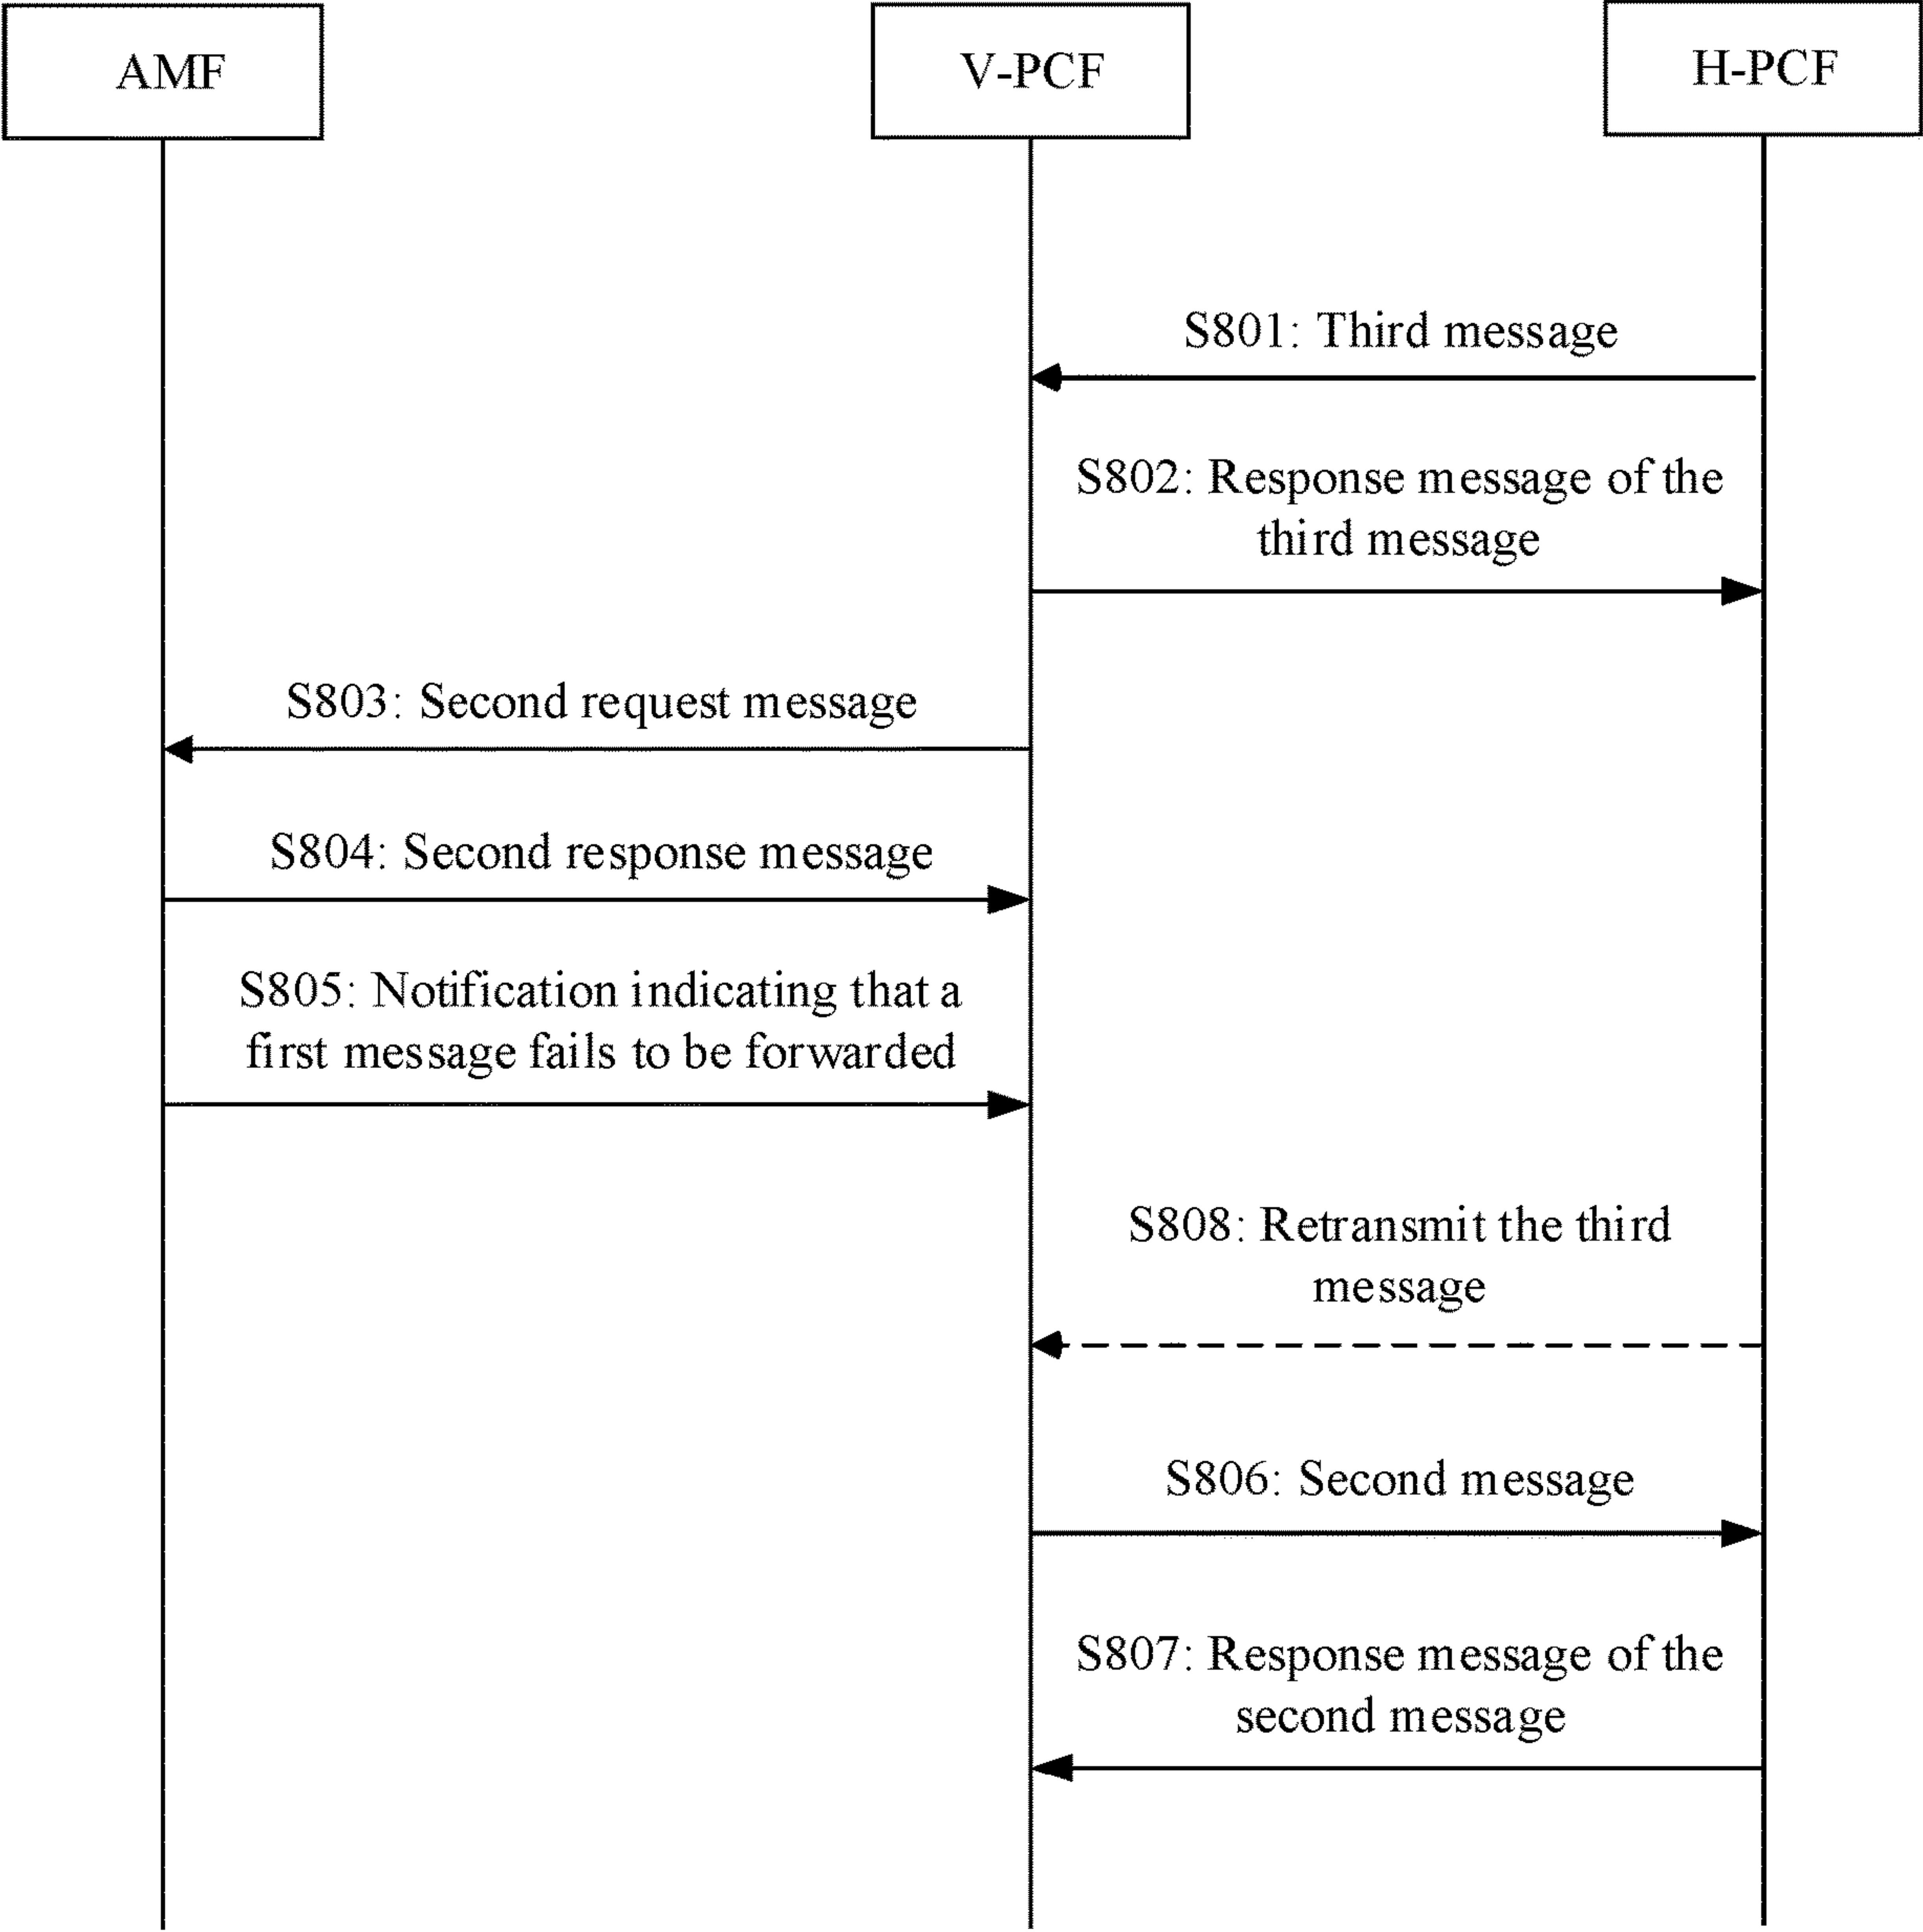 AMF
V-PCF
H-PCF
S801: Third message
S802: Response message of the
third message
S803: Second request message
S804: Second response message
S805: Notification indicating that a
first message fails to be forwarded
S808: Retransmit the third
message
S806: Second message
S807: Response message of the
second message